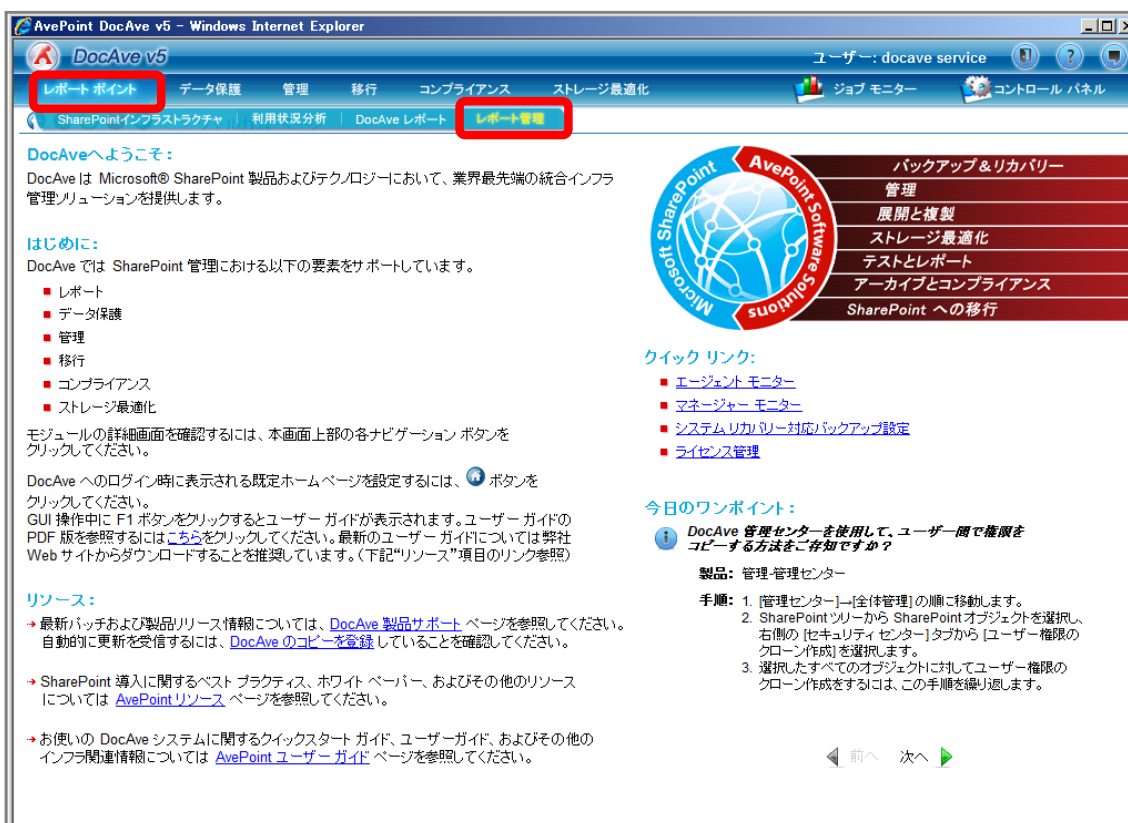 AvePoint DocAve v5 - Windows Internet Explorer
DocAve v5
ユーザー: docave service
レポート ポイント
データ保護
管理
移行
コンプライアンス
ストレージ最適化
ジョブ モニター
コントロール パネル
SharePointインフラストラクチャ
利用状況分析
DocAve レポート
レポート管理
DocAveへようこそ:
DocAve は Microsoft® SharePoint 製品およびテクノロジーにおいて、業界最先端の統合インフラ
管理ソリューションを提供します。
はじめに:
DocAve では SharePoint 管理における以下の要素をサポートしています。
レポート
データ保護
管理
移行
コンプライアンス
ストレージ最適化
モジュールの詳細画面を確認するには、本画面上部の各ナビゲーション ボタンを
クリックしてください。
DocAve へのログイン時に表示される既定ホームページを設定するには、 ボタンを
クリックしてください。
GUI 操作中に F1 ボタンをクリックするとユーザー ガイドが表示されます。ユーザー ガイドの
PDF 版を参照するにはこちらをクリックしてください。最新のユーザー ガイドについては弊社
Web サイトからダウンロードすることを推奨しています。(下記“リソース”項目のリンク参照)
リソース:
最新パッチおよび製品リリース情報については、DocAve 製品サポート ページを参照してください。
自動的に更新を受信するには、DocAve のコピーを登録 していることを確認してください。
SharePoint 導入に関するベスト プラクティス、ホワイト ペーパー、およびその他のリソース
については AvePoint リソース ページを参照してください。
お使いの DocAve システムに関するクイックスタート ガイド、ユーザーガイド、およびその他の
インフラ関連情報については AvePoint ユーザー ガイド ページを参照してください。
Microsoft SharePoint
AvePoint Software Solutions
バックアップ&リカバリー
管理
展開と複製
ストレージ最適化
テストとレポート
アーカイブとコンプライアンス
SharePoint への移行
クイック リンク:
エージェント モニター
マネージャー モニター
システム リカバリー対応バックアップ設定
ライセンス管理
今日のワンポイント:
DocAve 管理センターを使用して、ユーザー間で権限を
コピーする方法をご存知ですか?
製品: 管理-管理センター
手順: 1. [管理センター]→[全体管理] の順に移動します。
2. SharePoint ツリーから SharePoint オブジェクトを選択し、
右側の [セキュリティ センター] タブから [ユーザー権限の
クローン作成] を選択します。
3. 選択したすべてのオブジェクトに対してユーザー権限の
クローン作成をするには、この手順を繰り返します。
前へ 次へ